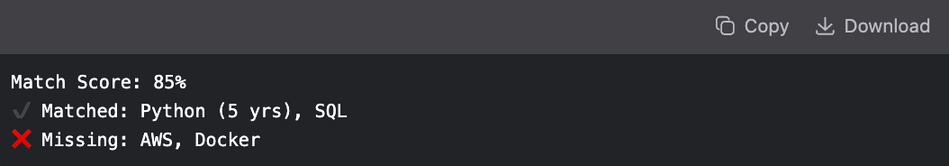 Copy Download
Match Score: 85%
✔ Matched: Python (5 yrs), SQL
❌ Missing: AWS, Docker